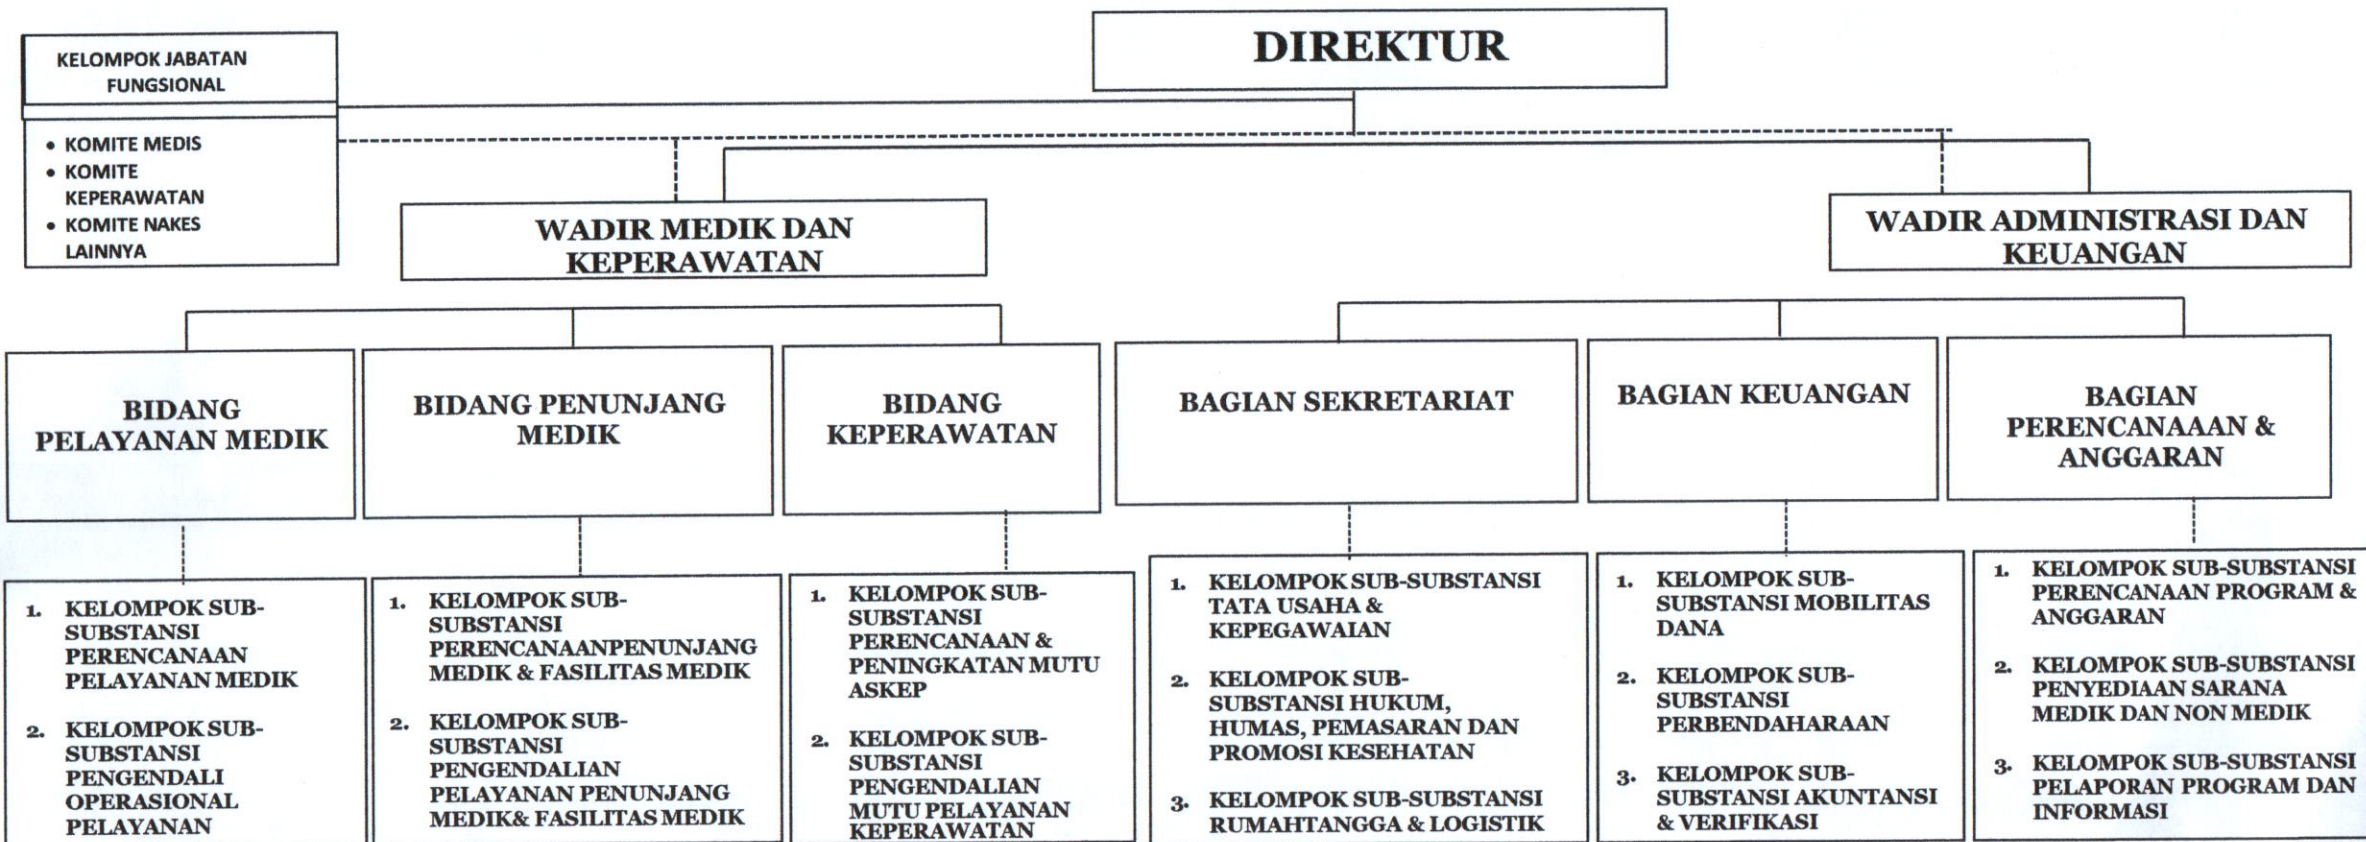 DIREKTUR
KELOMPOK JABATAN
FUNGSIONAL
• KOMITE MEDIS
• KOMITE
KEPERAWATAN
• KOMITE NAKES
LAINNYA
WADIR MEDIK DAN
KEPERAWATAN
WADIR ADMINISTRASI DAN
KEUANGAN
BIDANG
PELAYANAN MEDIK
BIDANG PENUNJANG
MEDIK
BIDANG
KEPERAWATAN
BAGIAN SEKRETARIAT
BAGIAN KEUANGAN
BAGIAN
PERENCANAAAN &
ANGGARAN
1. KELOMPOK SUB-
SUBSTANSI
PERENCANAAN
PELAYANAN MEDIK
2. KELOMPOK SUB-
SUBSTANSI
PENGENDALI
OPERASIONAL
PELAYANAN
1. KELOMPOK SUB-
SUBSTANSI
PERENCANAANPENUNJANG
MEDIK & FASILITAS MEDIK
2. KELOMPOK SUB-
SUBSTANSI
PENGENDALIAN
PELAYANAN PENUNJANG
MEDIK& FASILITAS MEDIK
1. KELOMPOK SUB-
SUBSTANSI
PERENCANAAN &
PENINGKATAN MUTU
ASKEP
2. KELOMPOK SUB-
SUBSTANSI
PENGENDALIAN
MUTU PELAYANAN
KEPERAWATAN
1. KELOMPOK SUB-SUBSTANSI
TATA USAHA &
KEPEGAWAIAN
2. KELOMPOK SUB-
SUBSTANSI HUKUM,
HUMAS, PEMASARAN DAN
PROMOSI KESEHATAN
3. KELOMPOK SUB-SUBSTANSI
RUMAHTANGGA & LOGISTIK
1. KELOMPOK SUB-
SUBSTANSI MOBILITAS
DANA
2. KELOMPOK SUB-
SUBSTANSI
PERBENDAHARAAN
3. KELOMPOK SUB-
SUBSTANSI AKUNTANSI
& VERIFIKASI
1. KELOMPOK SUB-SUBSTANSI
PERENCANAAN PROGRAM &
ANGGARAN
2. KELOMPOK SUB-SUBSTANSI
PENYEDIAAN SARANA
MEDIK DAN NON MEDIK
3. KELOMPOK SUB-SUBSTANSI
PELAPORAN PROGRAM DAN
INFORMASI